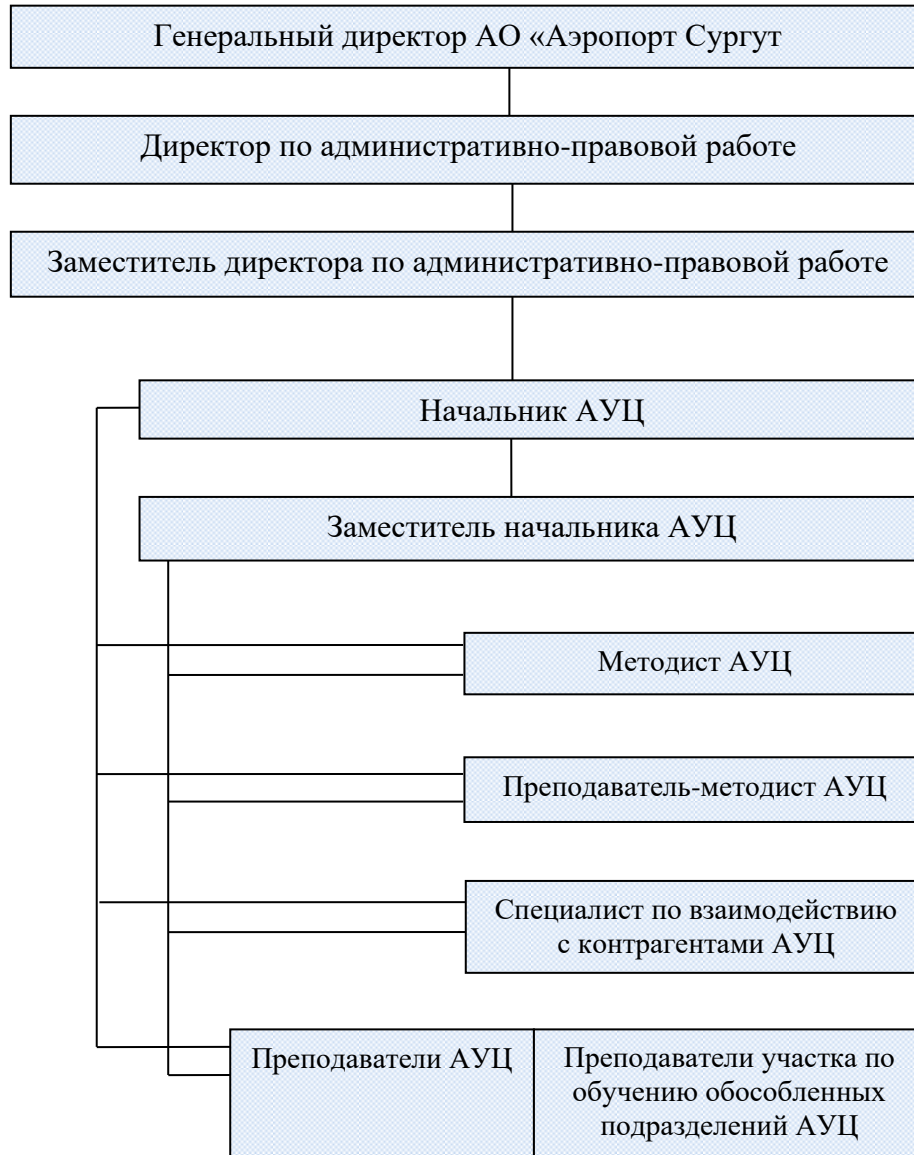 Генеральный директор АО «Аэропорт Сургут
Директор по административно-правовой работе
Заместитель директора по административно-правовой работе
Начальник АУЦ
Заместитель начальника АУЦ
Методист АУЦ
Преподаватель-методист АУЦ
Специалист по взаимодействию
с контрагентами АУЦ
Преподаватели АУЦ
Преподаватели участка по
обучению обособленных
подразделений АУЦ